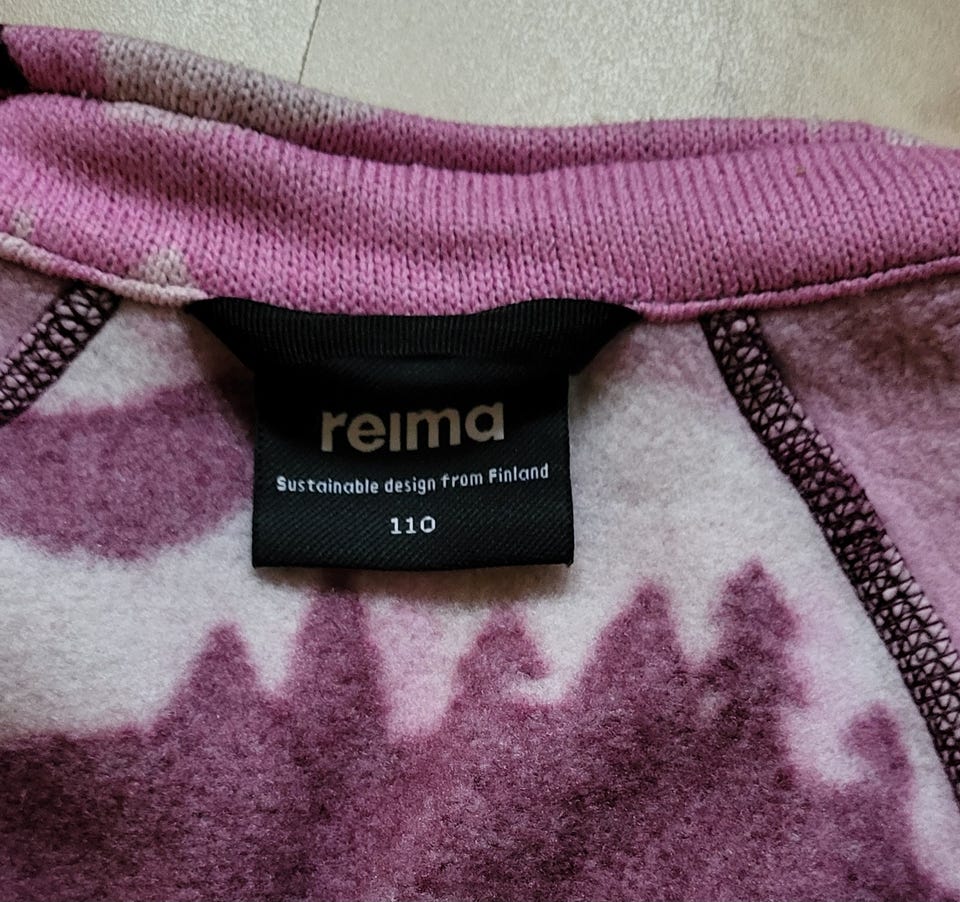 reima
Sustainable design from Finland
110